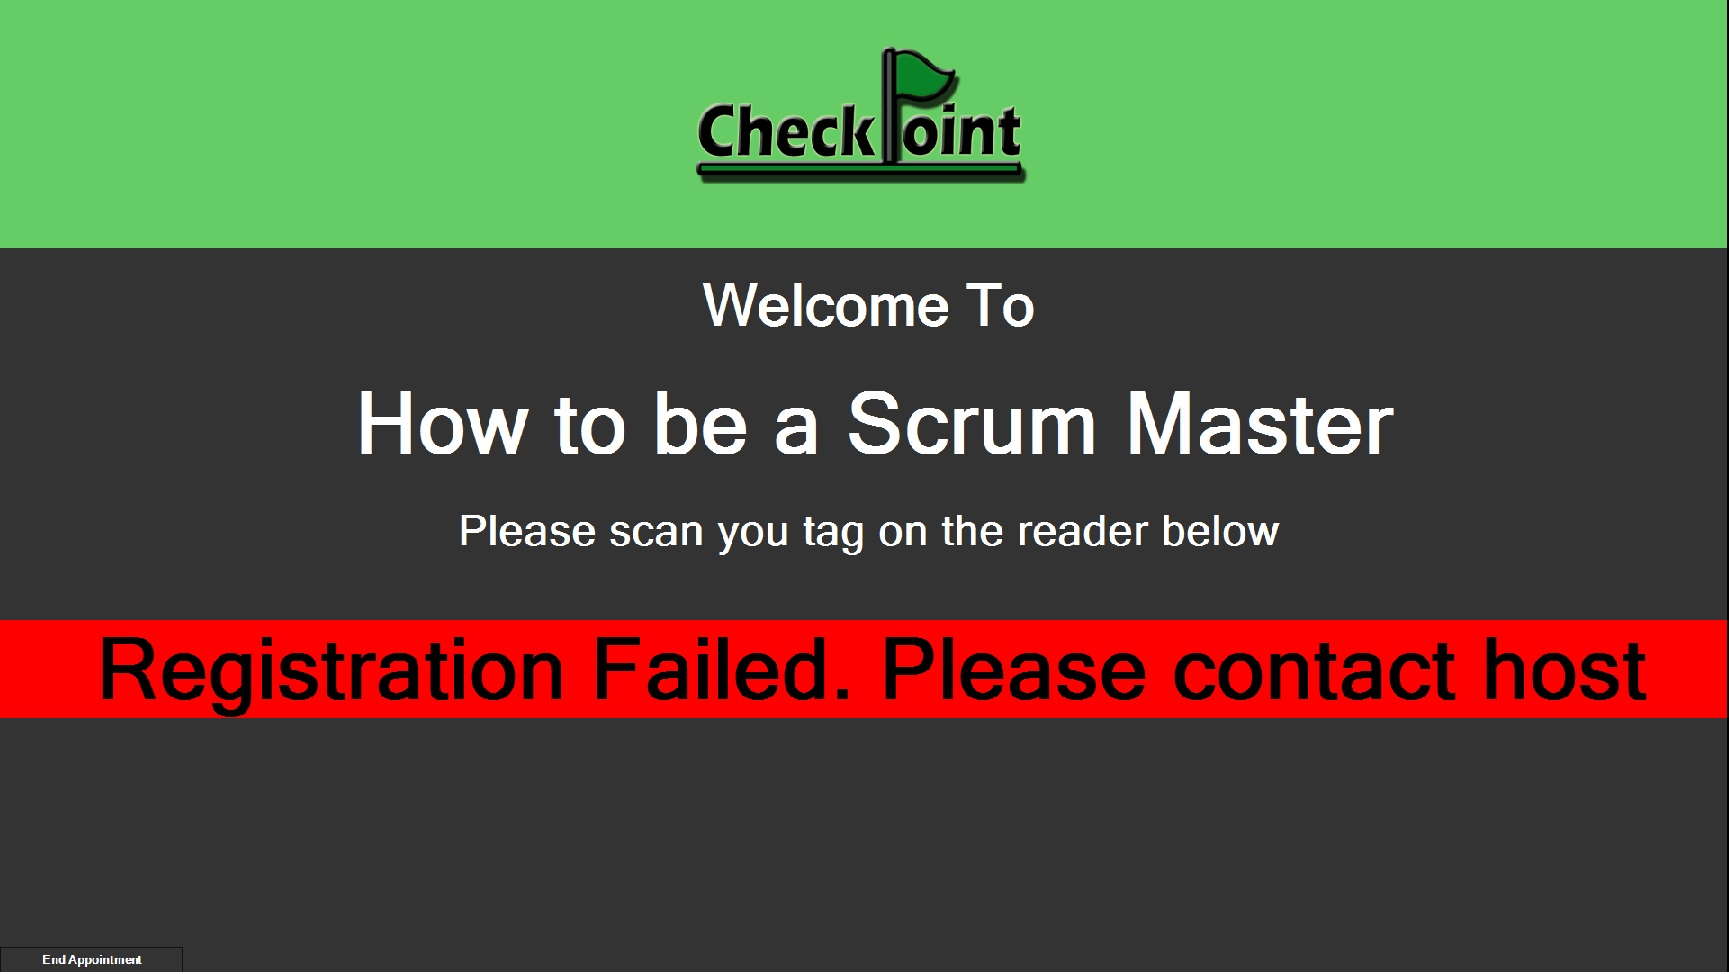 CheckPoint
Welcome To
How to be a Scrum Master
Please scan you tag on the reader below
Registration Failed. Please contact host
End Appointment